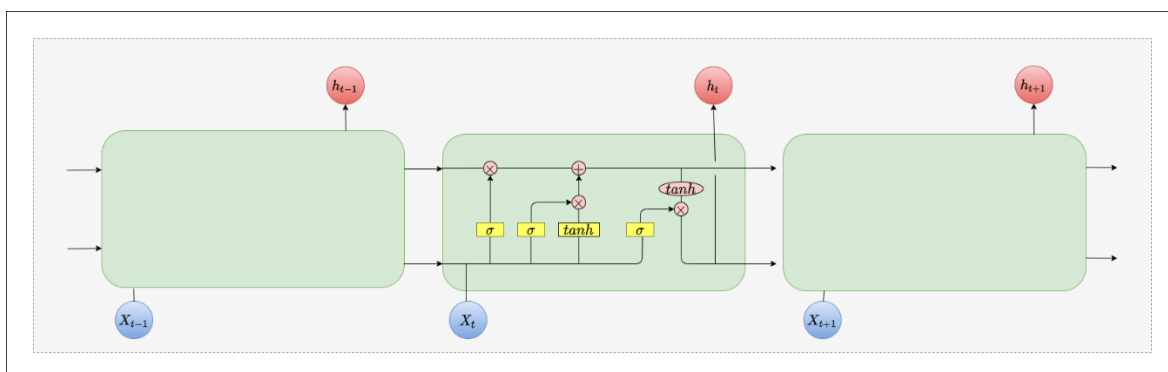 h_{t-1} h_t h_{t+1}
× +
tanh
× ×
σ σ tanh σ
X_{t-1} X_t X_{t+1}